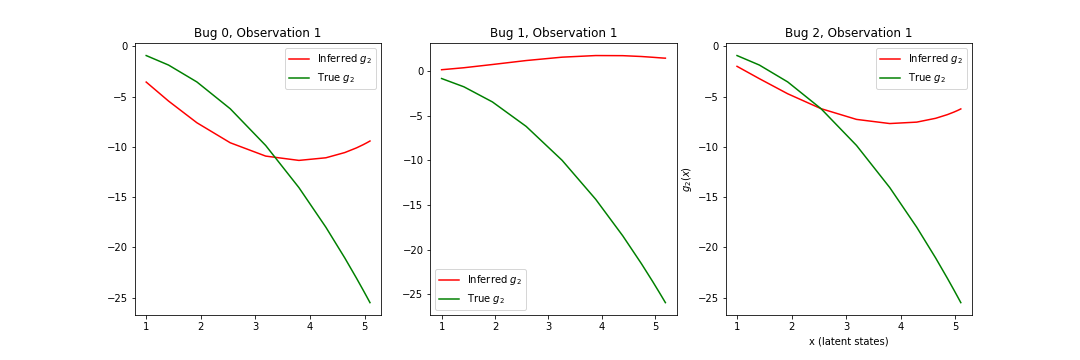 Bug 0, Observation 1
Inferred g₂
True g₂
0
−5
−10
−15
−20
−25
1 2 3 4 5
Bug 1, Observation 1
0
−5
−10
−15
−20
−25
Inferred g₂
True g₂
1 2 3 4 5
Bug 2, Observation 1
Inferred g₂
True g₂
g₂(x)
0
−5
−10
−15
−20
−25
1 2 3 4 5
x (latent states)